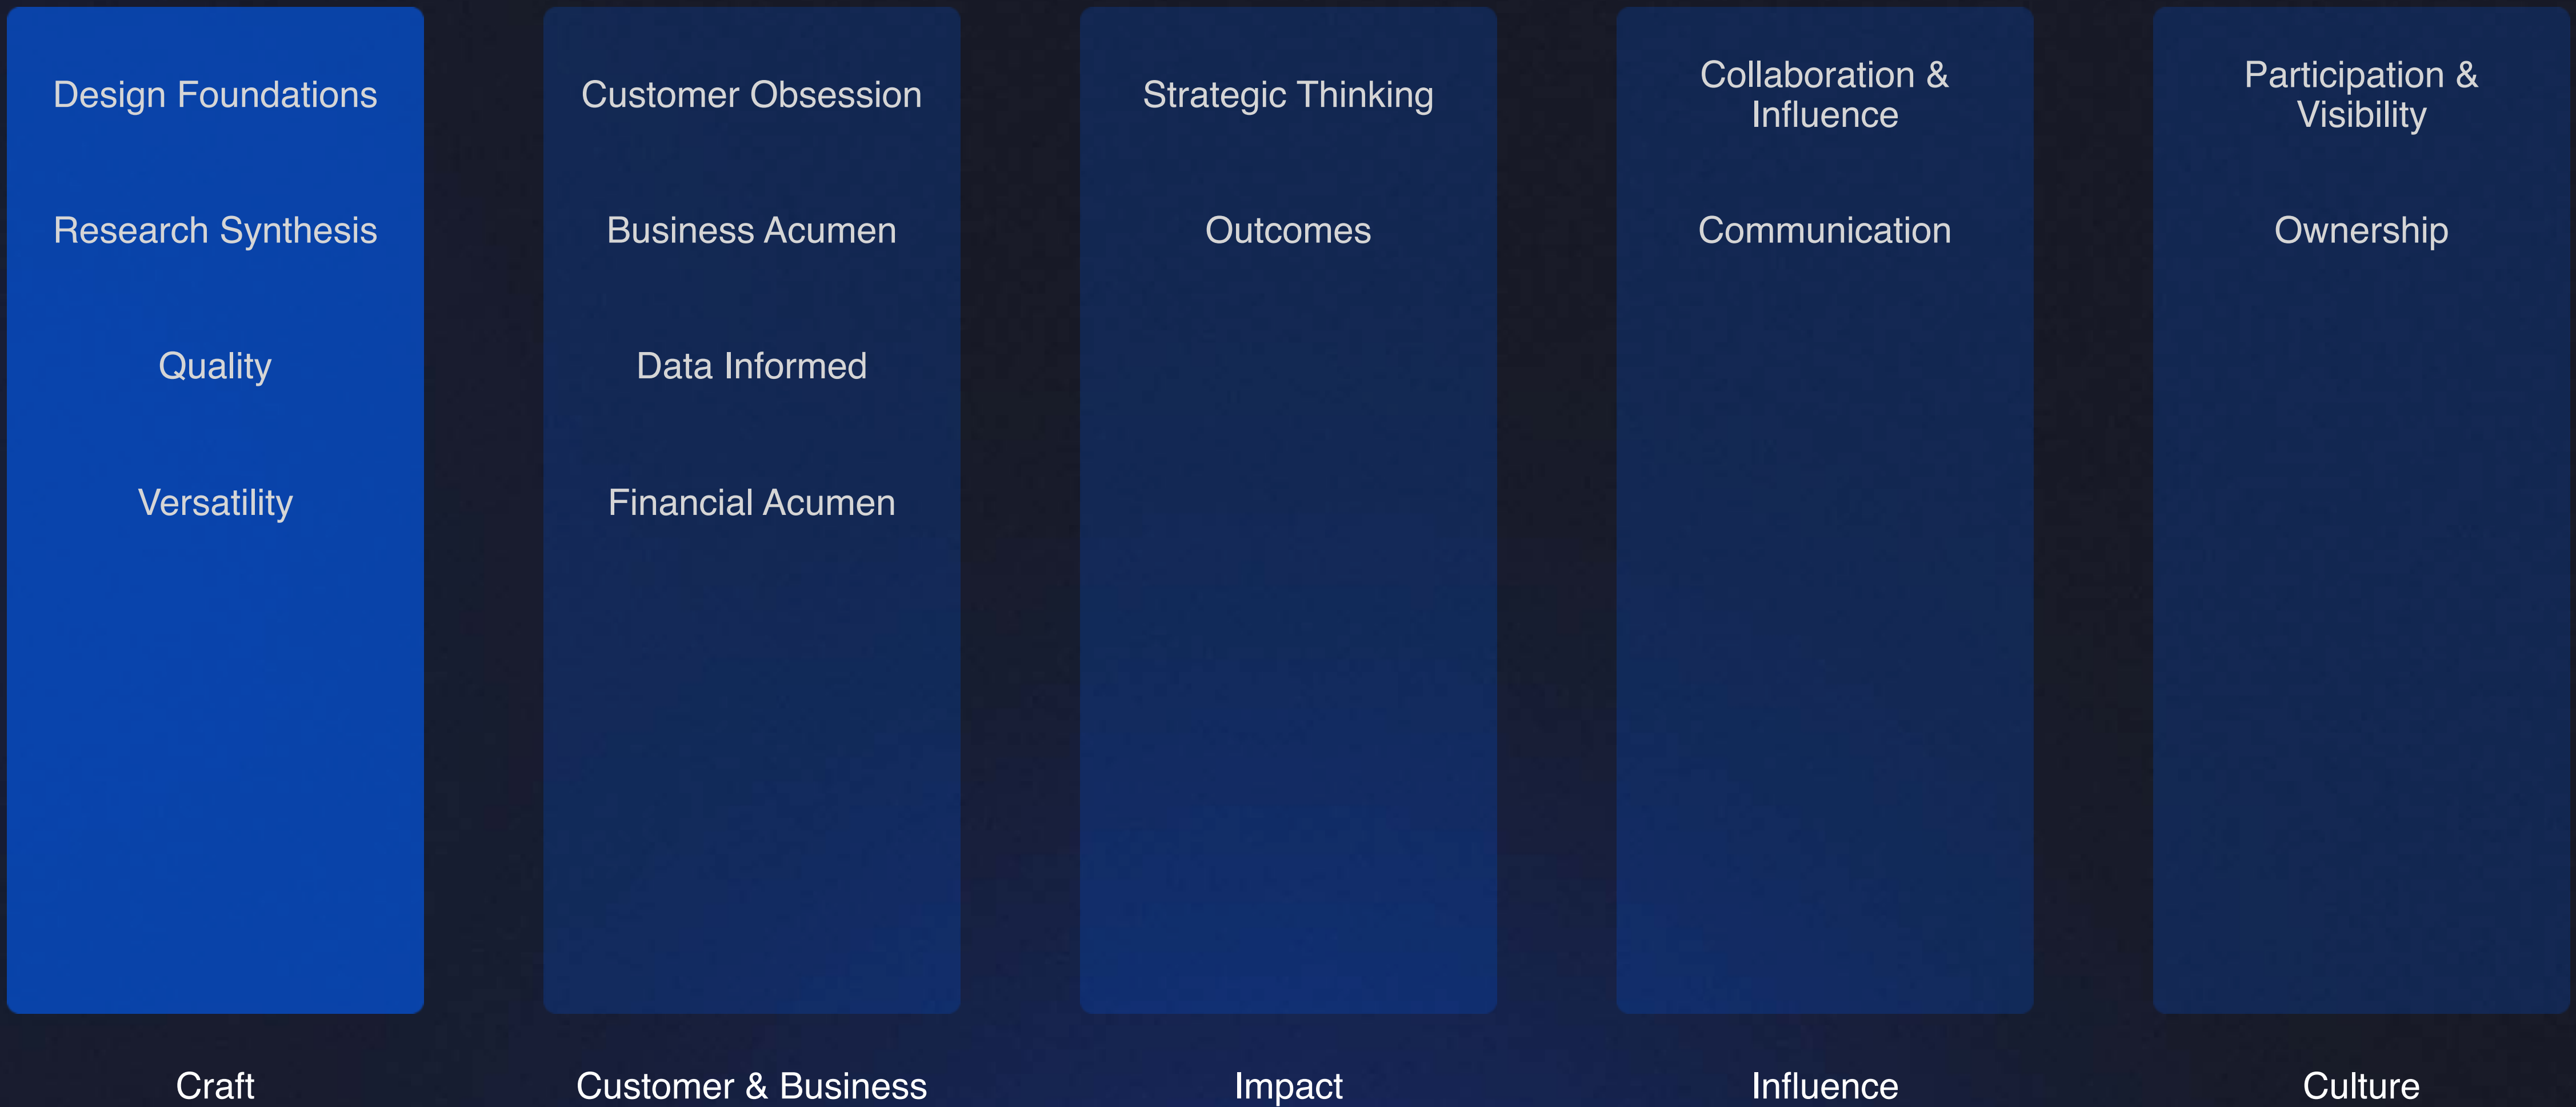 Design Foundations
Research Synthesis
Quality
Versatility
Craft
Customer Obsession
Business Acumen
Data Informed
Financial Acumen
Customer & Business
Strategic Thinking
Outcomes
Impact
Collaboration &
Influence
Communication
Influence
Participation &
Visibility
Ownership
Culture